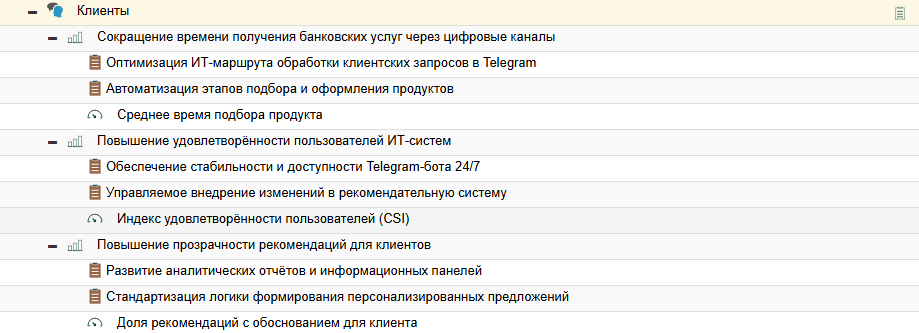 Клиенты
Сокращение времени получения банковских услуг через цифровые каналы
Оптимизация ИТ-маршрута обработки клиентских запросов в Telegram
Автоматизация этапов подбора и оформления продуктов
Среднее время подбора продукта
Повышение удовлетворённости пользователей ИТ-систем
Обеспечение стабильности и доступности Telegram-бота 24/7
Управляемое внедрение изменений в рекомендательную систему
Индекс удовлетворённости пользователей (CSI)
Повышение прозрачности рекомендаций для клиентов
Развитие аналитических отчётов и информационных панелей
Стандартизация логики формирования персонализированных предложений
Доля рекомендаций с обоснованием для клиента